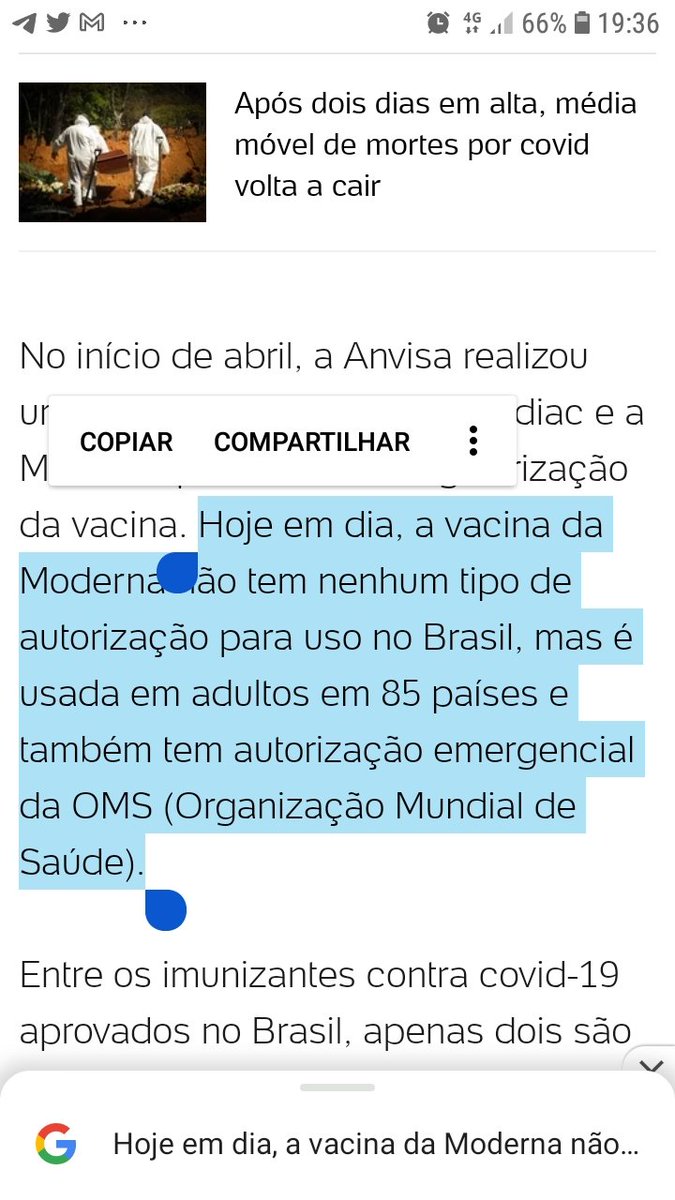 4G 66% 19:36
Após dois dias em alta, média
móvel de mortes por covid
volta a cair
No início de abril, a Anvisa realizou
diac e a
COPIAR COMPARTILHAR
da vacina. Hoje em dia, a vacina da
Moderna não tem nenhum tipo de
autorização para uso no Brasil, mas é
usada em adultos em 85 países e
também tem autorização emergencial
da OMS (Organização Mundial de
Saúde).
Entre os imunizantes contra covid-19
aprovados no Brasil, apenas dois são
Hoje em dia, a vacina da Moderna não...